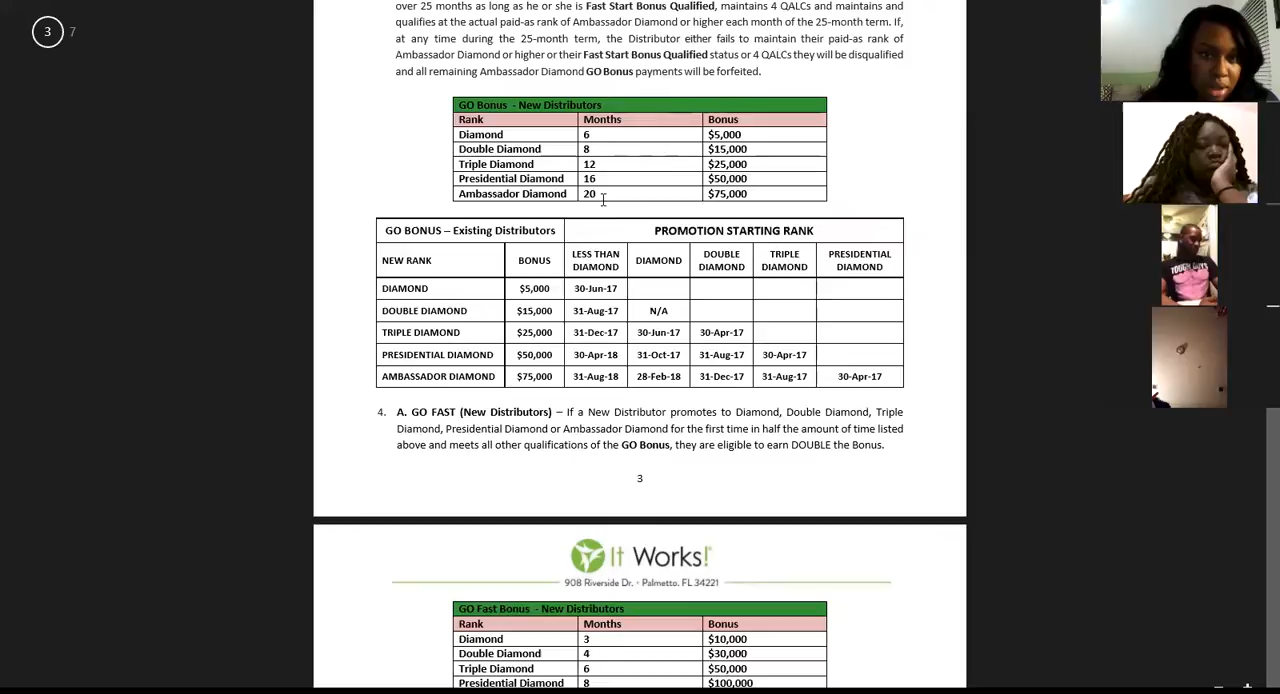 3 7
over 25 months as long as he or she is Fast Start Bonus Qualified, maintains 4 QALCs and maintains and
qualifies at the actual paid-as rank of Ambassador Diamond or higher each month of the 25-month term. If,
at any time during the 25-month term, the Distributor either fails to maintain their paid-as rank of
Ambassador Diamond or higher or their Fast Start Bonus Qualified status or 4 QALCs they will be disqualified
and all remaining Ambassador Diamond GO Bonus payments will be forfeited.
GO Bonus - New Distributors
Rank Months Bonus
Diamond 6 $5,000
Double Diamond 8 $15,000
Triple Diamond 12 $25,000
Presidential Diamond 16 $50,000
Ambassador Diamond 20 $75,000
GO BONUS – Existing Distributors PROMOTION STARTING RANK
NEW RANK BONUS LESS THAN DIAMOND DIAMOND DOUBLE DIAMOND TRIPLE DIAMOND PRESIDENTIAL DIAMOND
DIAMOND $5,000 30-Jun-17
DOUBLE DIAMOND $15,000 31-Aug-17 N/A
TRIPLE DIAMOND $25,000 31-Dec-17 30-Jun-17 30-Apr-17
PRESIDENTIAL DIAMOND $50,000 30-Apr-18 31-Oct-17 31-Aug-17 30-Apr-17
AMBASSADOR DIAMOND $75,000 31-Aug-18 28-Feb-18 31-Dec-17 31-Aug-17 30-Apr-17
4. A. GO FAST (New Distributors) – If a New Distributor promotes to Diamond, Double Diamond, Triple
Diamond, Presidential Diamond or Ambassador Diamond for the first time in half the amount of time listed
above and meets all other qualifications of the GO Bonus, they are eligible to earn DOUBLE the Bonus.
3
It Works!
908 Riverside Dr. - Palmetto, FL 34221
GO Fast Bonus - New Distributors
Rank Months Bonus
Diamond 3 $10,000
Double Diamond 4 $30,000
Triple Diamond 6 $50,000
Presidential Diamond 8 $100,000